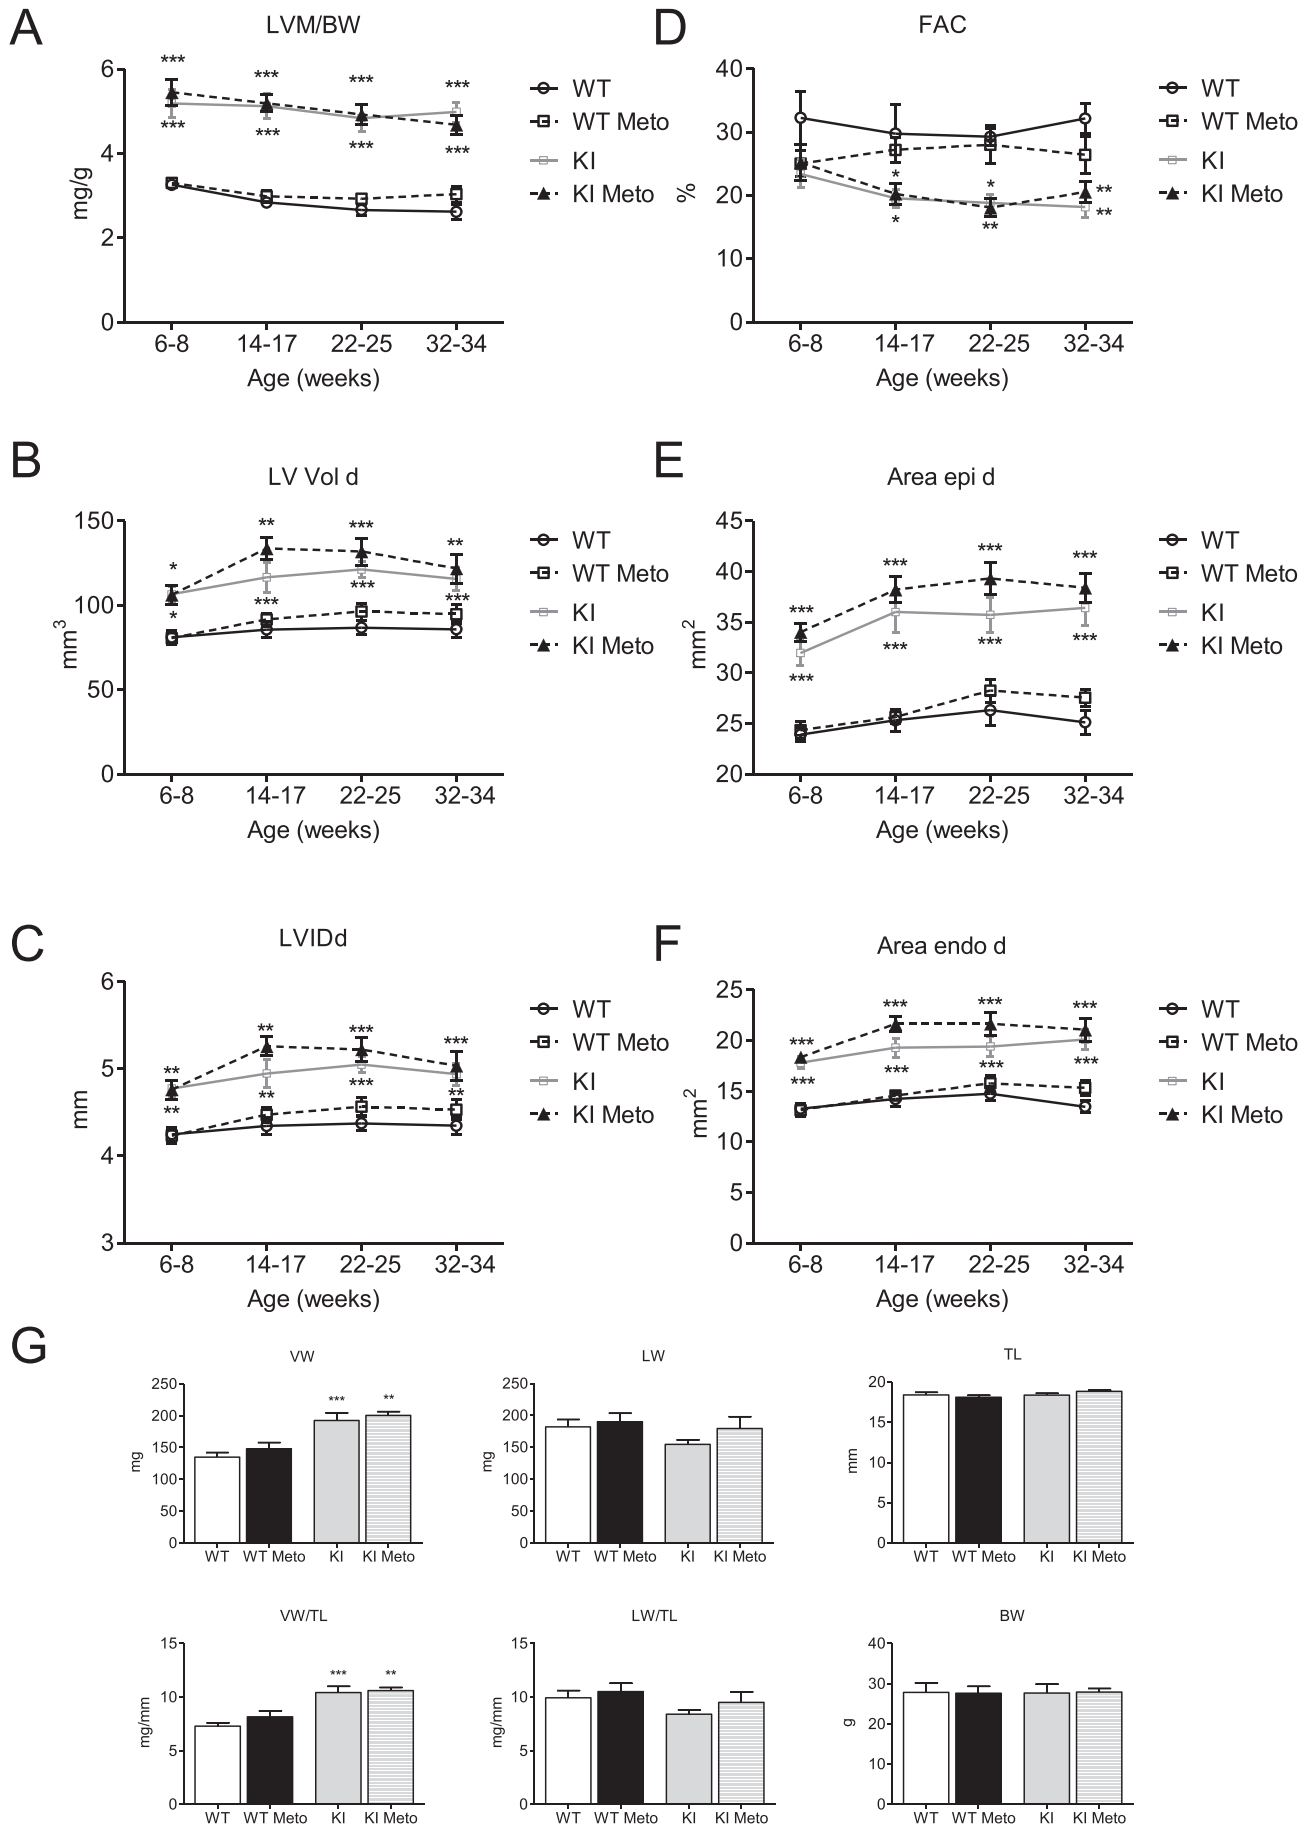 A
LVM/BW
6
4
2
0
mg/g
*** *** *** ***
*** *** *** ***
6-8 14-17 22-25 32-34
Age (weeks)
WT
WT Meto
KI
KI Meto
D
FAC
40
30
20
10
0
%
* * **
* ** **
6-8 14-17 22-25 32-34
Age (weeks)
WT
WT Meto
KI
KI Meto
B
LV Vol d
150
100
50
0
mm³
* ** *** **
* *** *** ***
6-8 14-17 22-25 32-34
Age (weeks)
WT
WT Meto
KI
KI Meto
E
Area epi d
45
40
35
30
25
20
mm²
*** *** *** ***
*** *** *** ***
6-8 14-17 22-25 32-34
Age (weeks)
WT
WT Meto
KI
KI Meto
C
LVIDd
6
5
4
3
mm
** ** *** ***
** ** *** **
6-8 14-17 22-25 32-34
Age (weeks)
WT
WT Meto
KI
KI Meto
F
Area endo d
25
20
15
10
5
0
mm²
*** *** *** ***
*** *** *** ***
6-8 14-17 22-25 32-34
Age (weeks)
WT
WT Meto
KI
KI Meto
G
VW
250
200
150
100
50
0
mg
*** **
WT WT Meto KI KI Meto
LW
250
200
150
100
50
0
mg
WT WT Meto KI KI Meto
TL
20
15
10
5
0
mm
WT WT Meto KI KI Meto
VW/TL
15
10
5
0
mg/mm
*** **
WT WT Meto KI KI Meto
LW/TL
15
10
5
0
mg/mm
WT WT Meto KI KI Meto
BW
40
30
20
10
0
g
WT WT Meto KI KI Meto